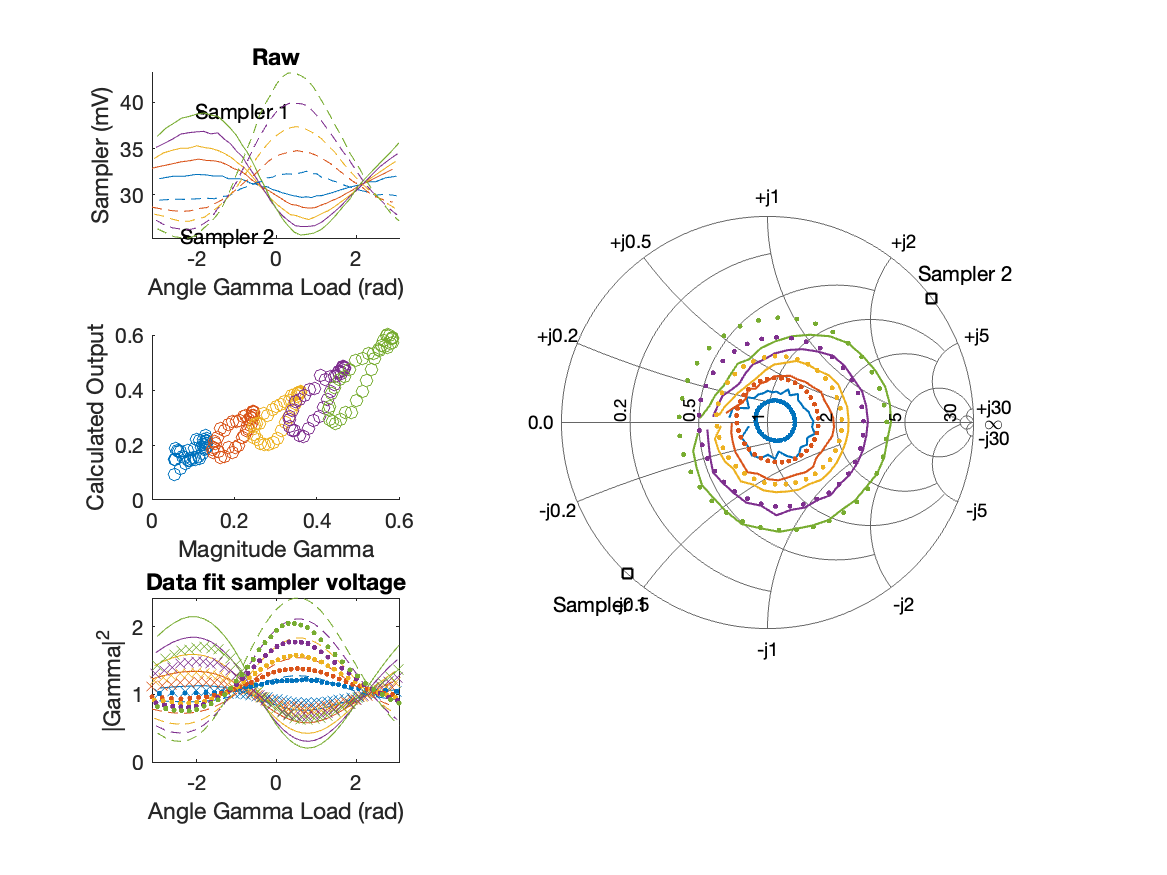 Raw
Sampler (mV)
40
35
30
Sampler 1
Sampler 2
-2 0 2
Angle Gamma Load (rad)
Calculated Output
0.6
0.4
0.2
0
0 0.2 0.4 0.6
Magnitude Gamma
Data fit sampler voltage
|Gamma|2
2
1
0
-2 0 2
Angle Gamma Load (rad)
+j1
+j0.5
+j2
Sampler 2
+j0.2
+j5
0.0
0.2
0.5
1
2
5
30
+j30
∞
-j30
-j0.2
-j5
Sampler 1
-j0.5
-j2
-j1